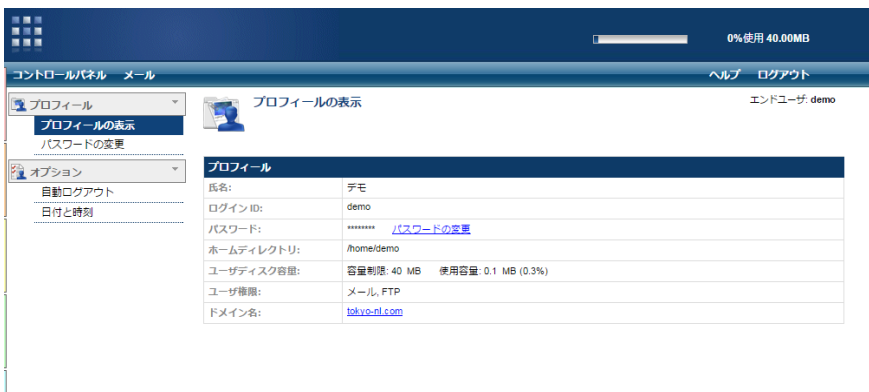 0%使用 40.00MB
コントロールパネル メール ヘルプ ログアウト
プロフィール
プロフィールの表示
パスワードの変更
オプション
自動ログアウト
日付と時刻
プロフィールの表示
エンドユーザ: demo
プロフィール
氏名: デモ
ログイン ID: demo
パスワード: ******** パスワードの変更
ホームディレクトリ: /home/demo
ユーザディスク容量: 容量制限: 40 MB 使用容量: 0.1 MB (0.3%)
ユーザ権限: メール, FTP
ドメイン名: tokyo-nl.com